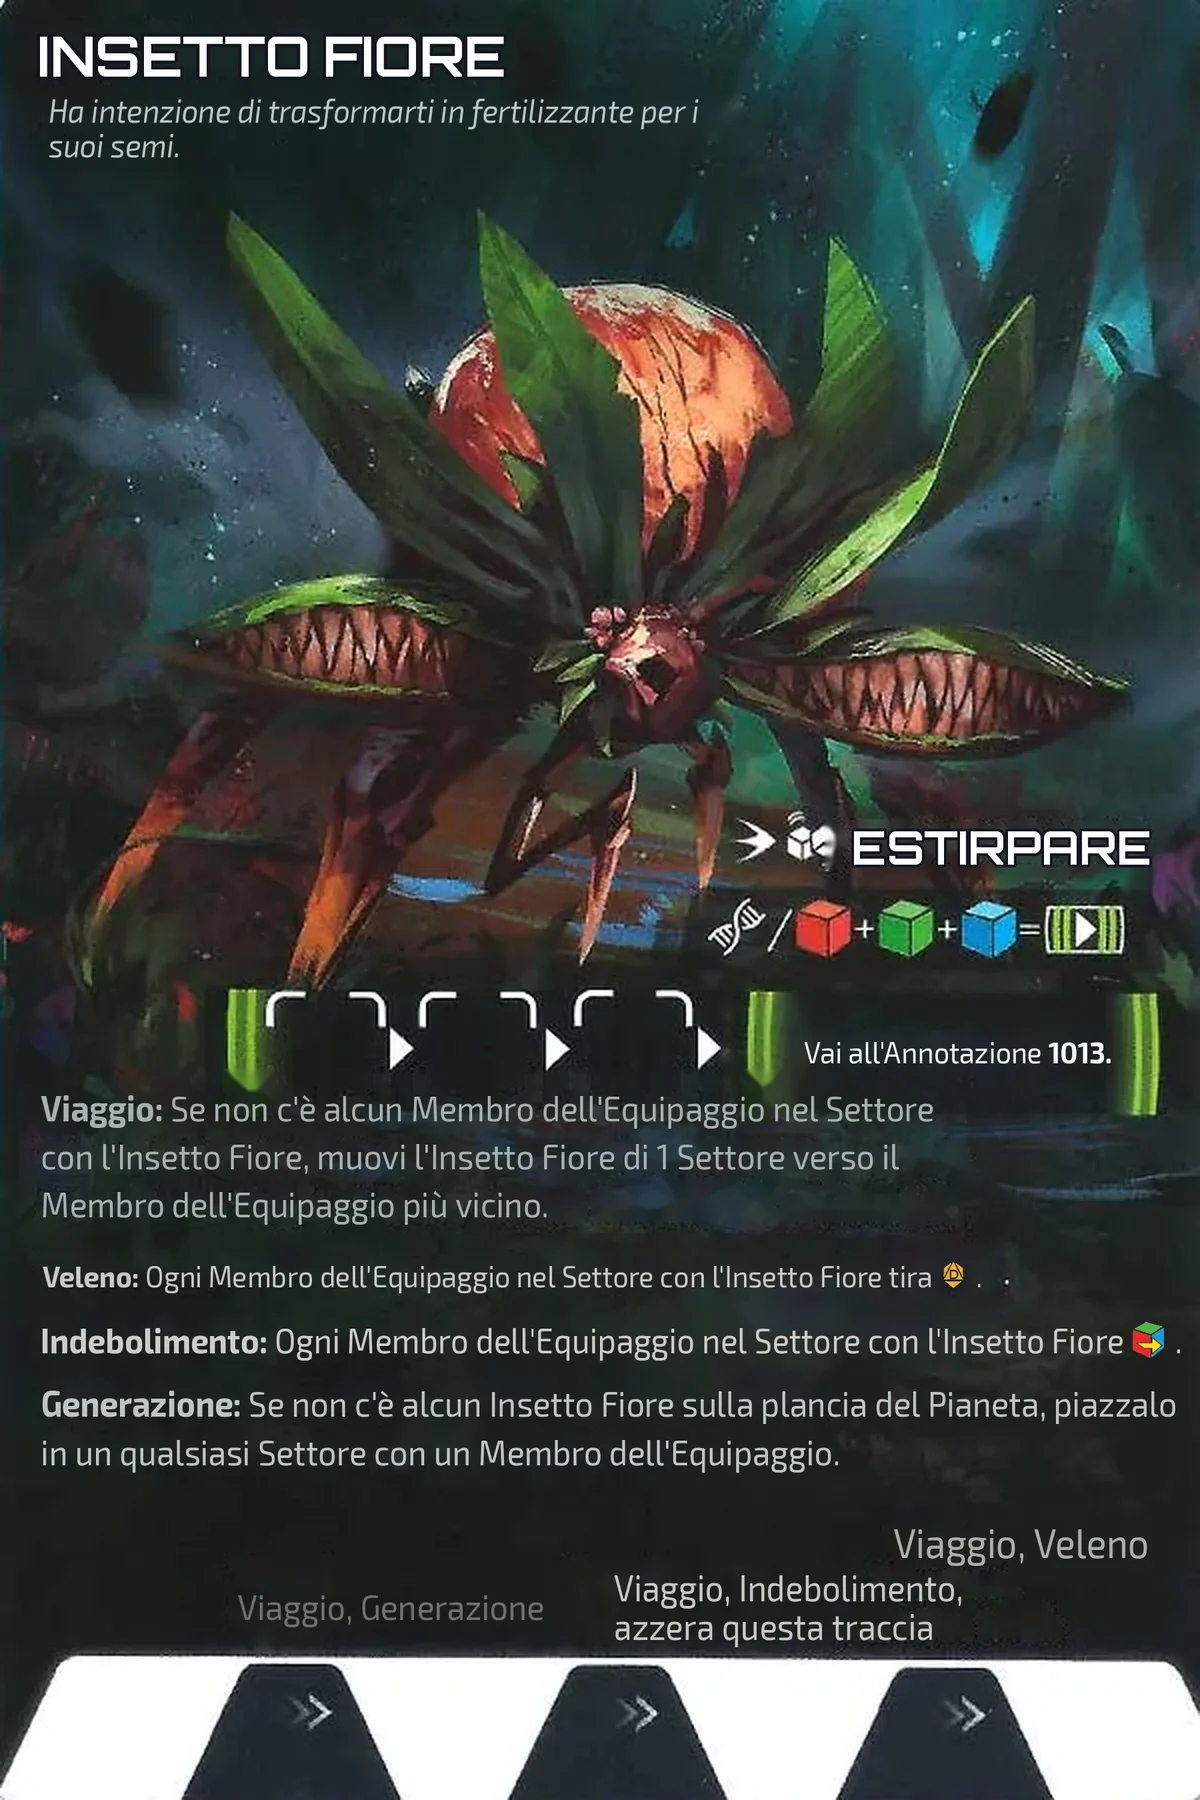 INSETTO FIORE
Ha intenzione di trasformarti in fertilizzante per i
suoi semi.
ESTIRPARE
/ + + =
Vai all'Annotazione 1013.
Viaggio: Se non c'è alcun Membro dell'Equipaggio nel Settore
con l'Insetto Fiore, muovi l'Insetto Fiore di 1 Settore verso il
Membro dell'Equipaggio più vicino.
Veleno: Ogni Membro dell'Equipaggio nel Settore con l'Insetto Fiore tira D . .
Indebolimento: Ogni Membro dell'Equipaggio nel Settore con l'Insetto Fiore .
Generazione: Se non c'è alcun Insetto Fiore sulla plancia del Pianeta, piazzalo
in un qualsiasi Settore con un Membro dell'Equipaggio.
Viaggio, Generazione
Viaggio, Indebolimento,
azzera questa traccia
Viaggio, Veleno